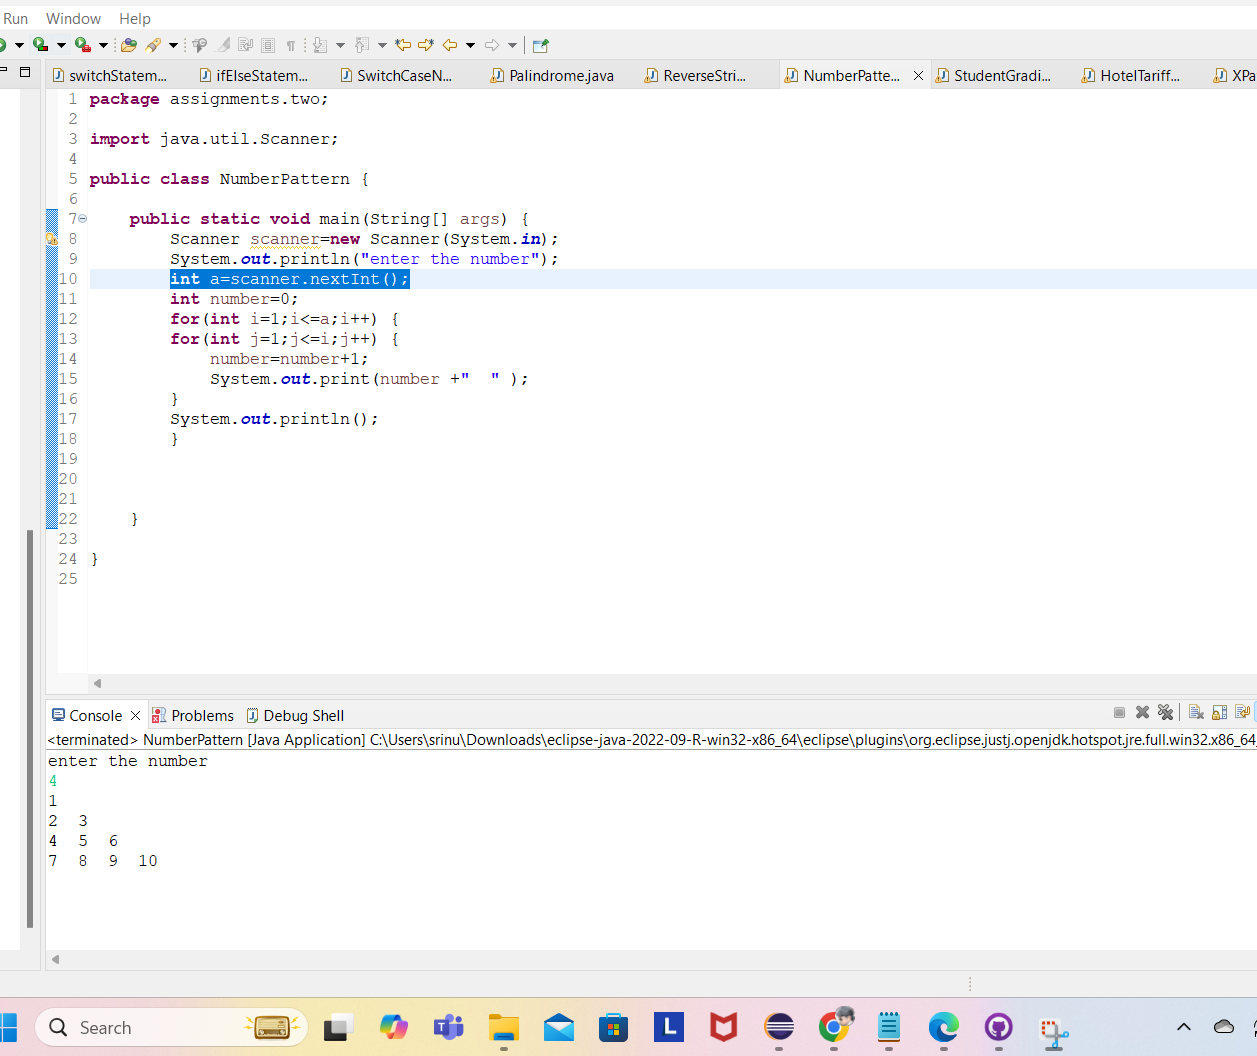 Run Window Help
switchStatem... ifElseStatem... SwitchCaseN... Palindrome.java ReverseStri... NumberPatte... StudentGradi... HotelTariff... XPa
1 package assignments.two;
2
3 import java.util.Scanner;
4
5 public class NumberPattern {
6
7 public static void main(String[] args) {
8 Scanner scanner=new Scanner(System.in);
9 System.out.println("enter the number");
10 int a=scanner.nextInt();
11 int number=0;
12 for(int i=1;i<=a;i++) {
13 for(int j=1;j<=i;j++) {
14 number=number+1;
15 System.out.print(number +"  " );
16 }
17 System.out.println();
18 }
19
20
21
22 }
23
24 }
25
Console Problems Debug Shell
<terminated> NumberPattern [Java Application] C:\Users\srinu\Downloads\eclipse-java-2022-09-R-win32-x86_64\eclipse\plugins\org.eclipse.justj.openjdk.hotspot.jre.full.win32.x86_64
enter the number
4
1
2 3
4 5 6
7 8 9 10
Search